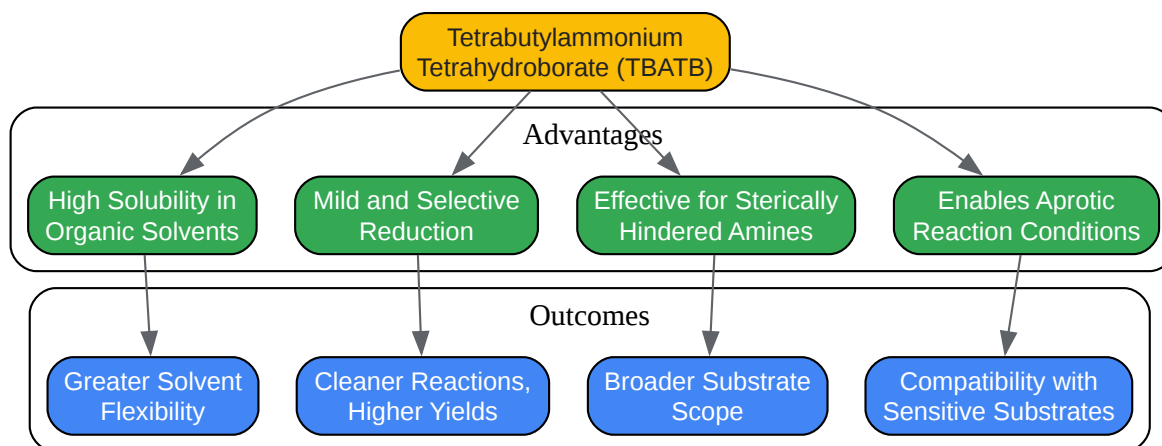 Tetrabutylammonium
Tetrahydroborate (TBATB)
Advantages
High Solubility in
Organic Solvents
Mild and Selective
Reduction
Effective for Sterically
Hindered Amines
Enables Aprotic
Reaction Conditions
Outcomes
Greater Solvent
Flexibility
Cleaner Reactions,
Higher Yields
Broader Substrate
Scope
Compatibility with
Sensitive Substrates